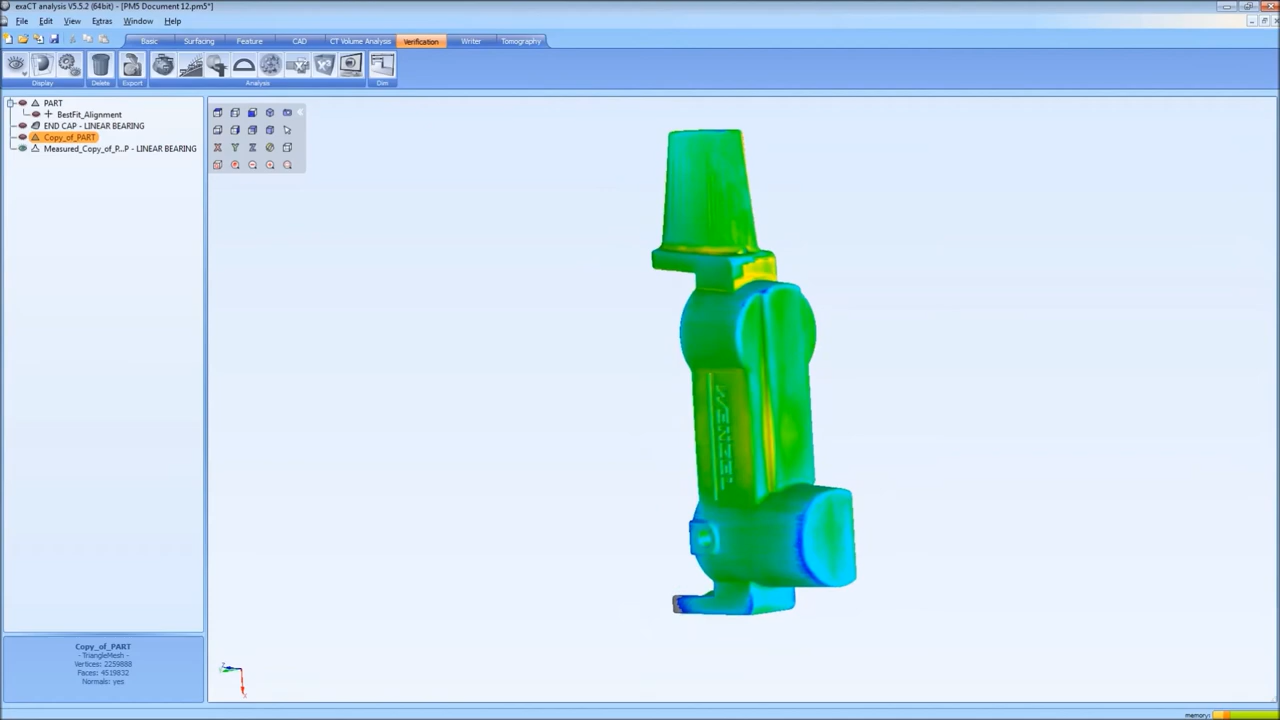 exaCT analysis V5.5.2 (64bit) - [PM5 Document 12.pm5*]
File Edit View Extras Window Help
Basic Surfacing Feature CAD CT Volume Analysis Verification Writer Tomography
Display Delete Export Analysis Dim
PART
BestFit_Alignment
END CAP - LINEAR BEARING
Copy_of_PART
Measured_Copy_of_P...P - LINEAR BEARING
WENZEL
Copy_of_PART
- TriangleMesh -
Vertices: 2259888
Faces: 4519832
Normals: yes
memory: